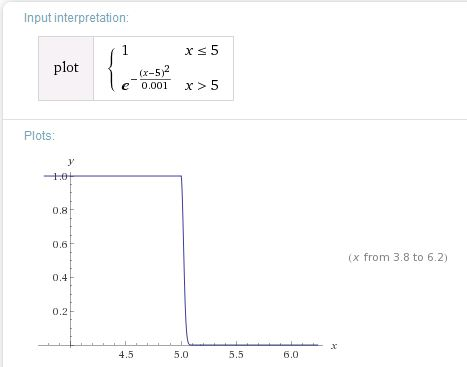 Input interpretation:
plot
1 x ≤ 5
e^-(x-5)^2/0.001 x > 5
Plots:
y
1.0
0.8
0.6
0.4
0.2
(x from 3.8 to 6.2)
4.5 5.0 5.5 6.0 x